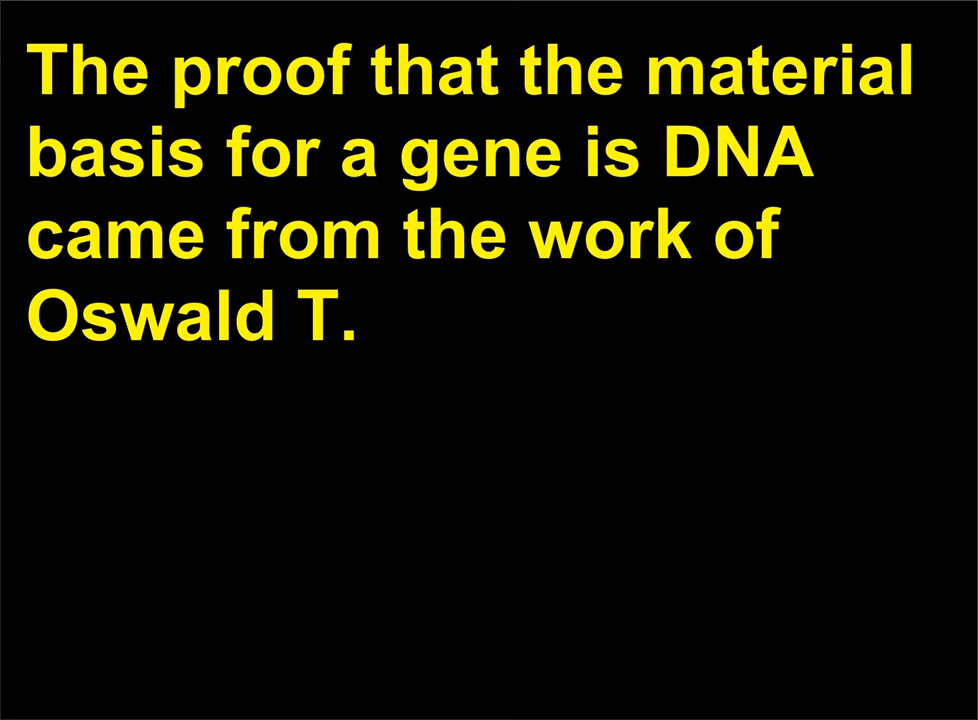 The proof that the material
basis for a gene is DNA
came from the work of
Oswald T.